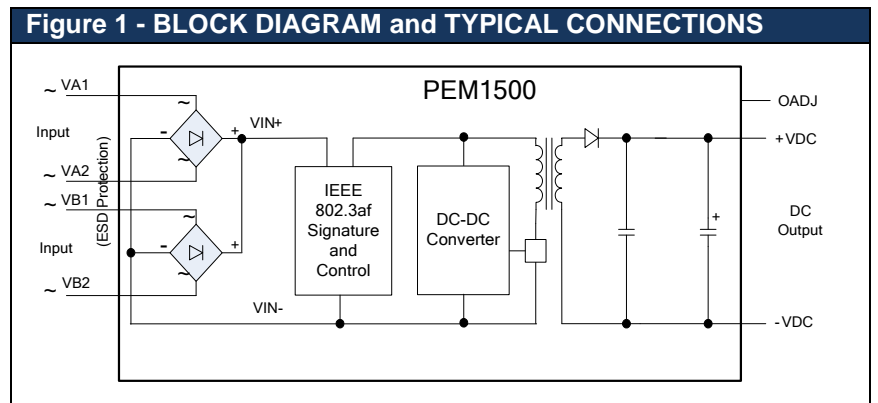 Figure 1 - BLOCK DIAGRAM and TYPICAL CONNECTIONS
PEM1500
~ VA1
Input
~ VA2
~ VB1
Input
~ VB2
(ESD Protection)
~
-
+
~
~
-
+
~
VIN+
VIN-
IEEE
802.3af
Signature
and
Control
DC-DC
Converter
+
OADJ
+VDC
DC
Output
-VDC